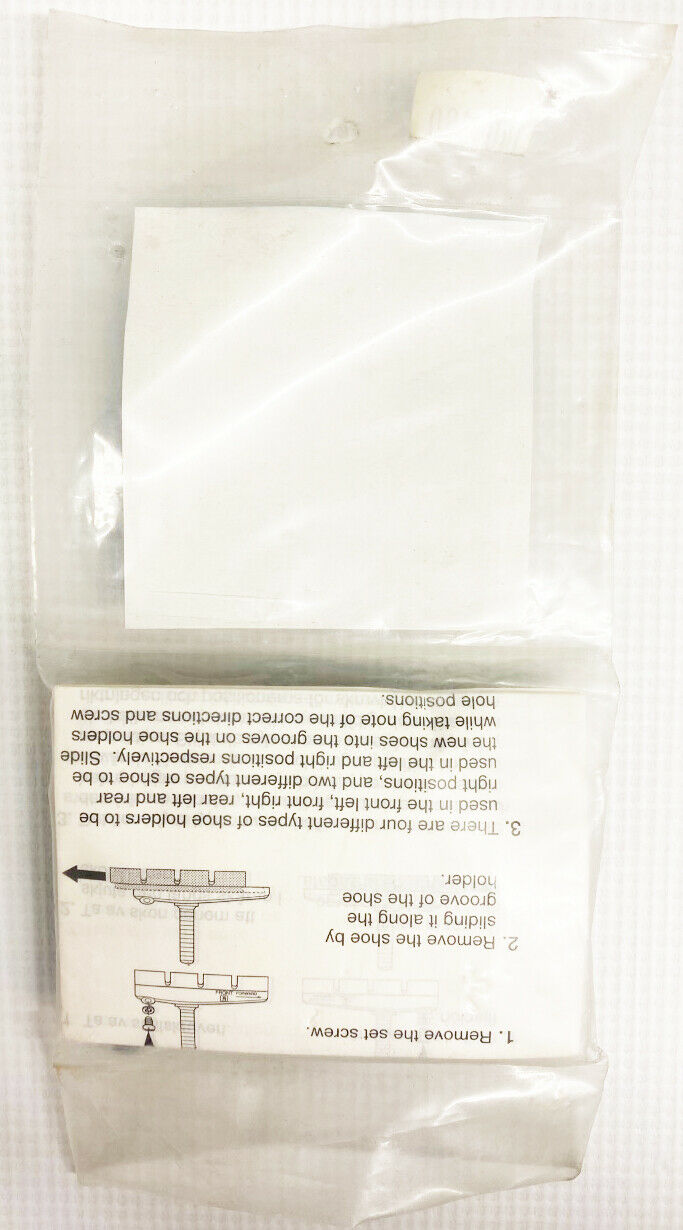 1. Remove the set screw.
2. Remove the shoe by
sliding it along the
groove of the shoe
holder.
3. There are four different types of shoe holders to be
used in the front left, front right, rear left and rear
right positions, and two different types of shoe to be
used in the left and right positions respectively. Slide
the new shoes into the grooves on the shoe holders
while taking note of the correct directions and screw
hole positions.
FRONT